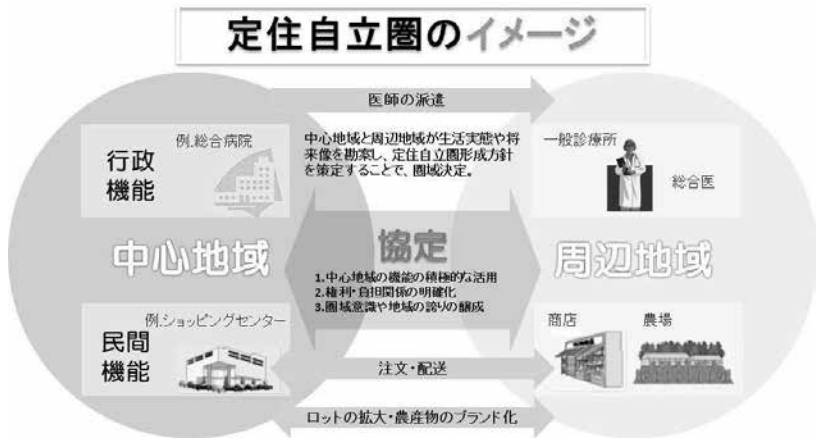 定住自立圏のイメージ
医師の派遣
行政
機能
例.総合病院
中心地域と周辺地域が生活実態や将
来像を勘案し、定住自立圏形成方針
を策定することで、圏域決定。
一般診療所
総合医
中心地域
協定
1.中心地域の機能の積極的な活用
2.権利・負担関係の明確化
3.圏域意識や地域の誇りの醸成
周辺地域
民間
機能
例.ショッピングセンター
注文・配送
商店
農場
ロットの拡大・農産物のブランド化